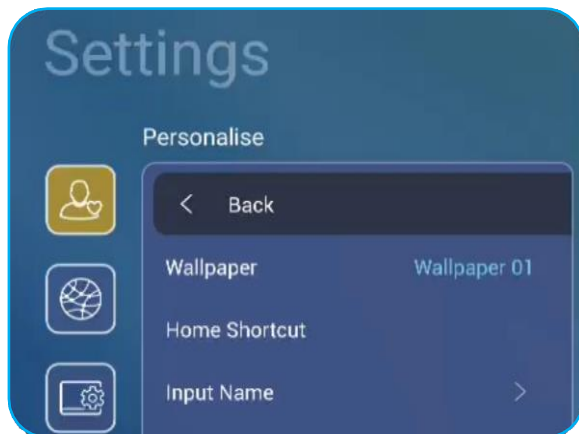 Settings
Personalise
Back
Wallpaper Wallpaper 01
Home Shortcut
Input Name